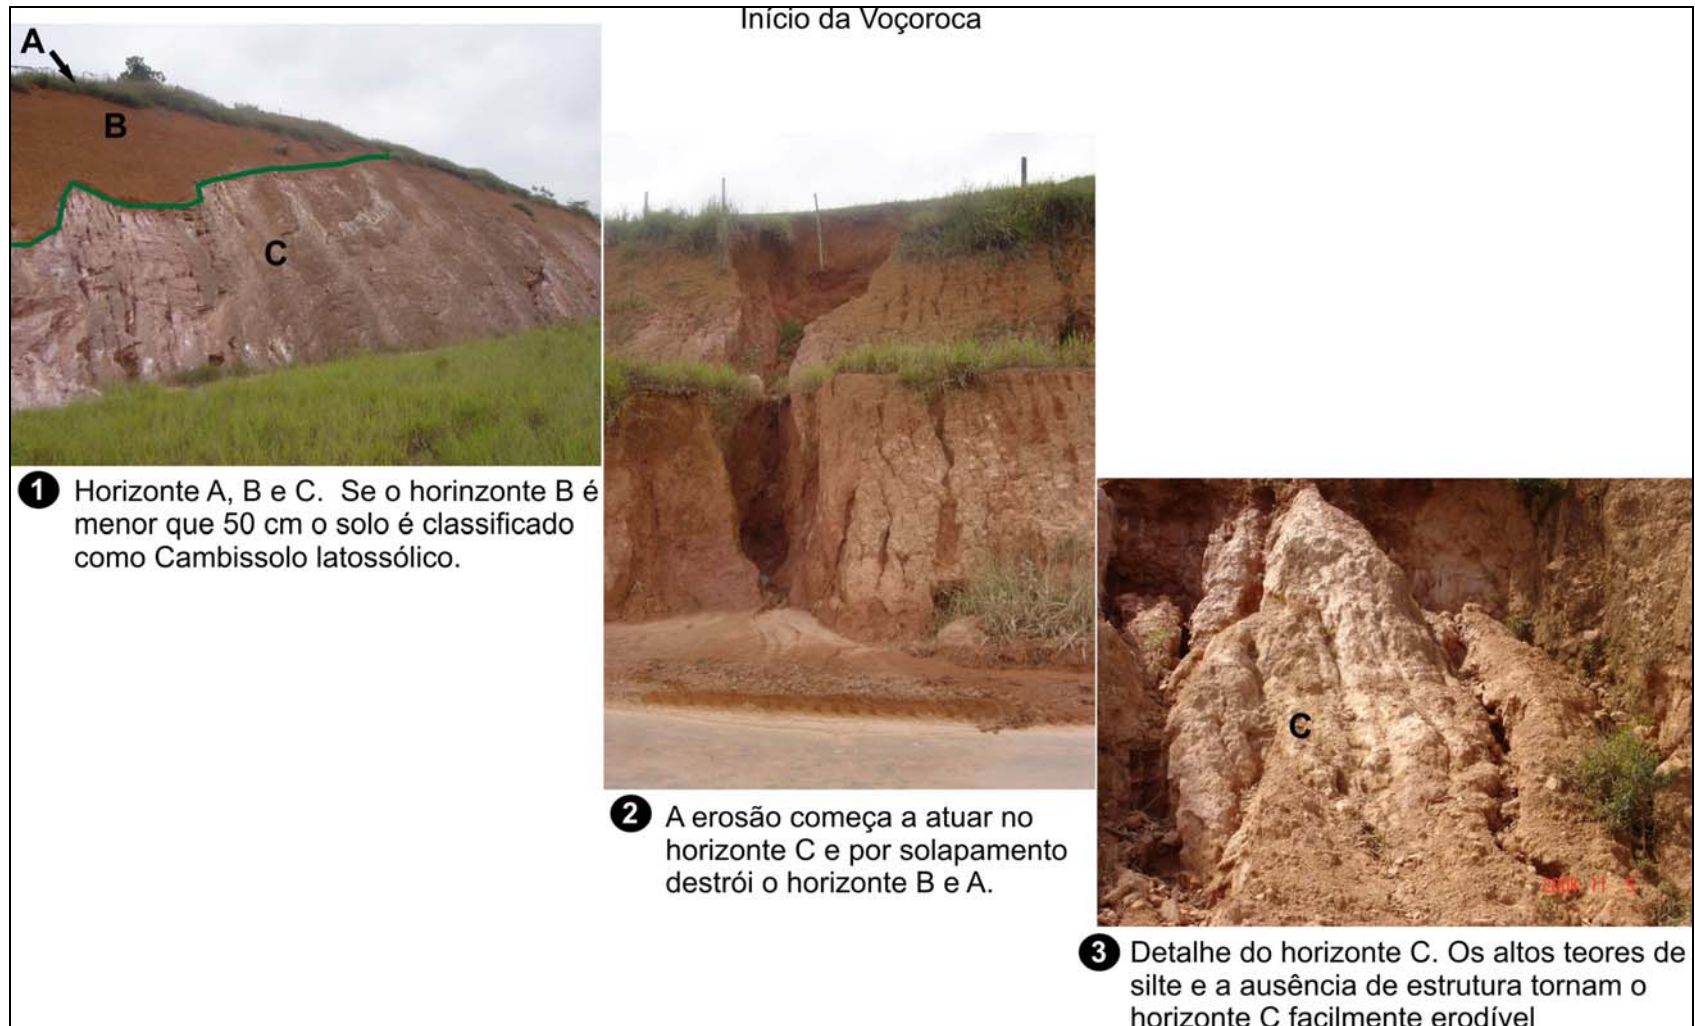 Início da Voçoroca
A
B
C
1 Horizonte A, B e C. Se o horinzonte B é
menor que 50 cm o solo é classificado
como Cambissolo latossólico.
2 A erosão começa a atuar no
horizonte C e por solapamento
destrói o horizonte B e A.
C
3 Detalhe do horizonte C. Os altos teores de
silte e a ausência de estrutura tornam o
horizonte C facilmente erodível